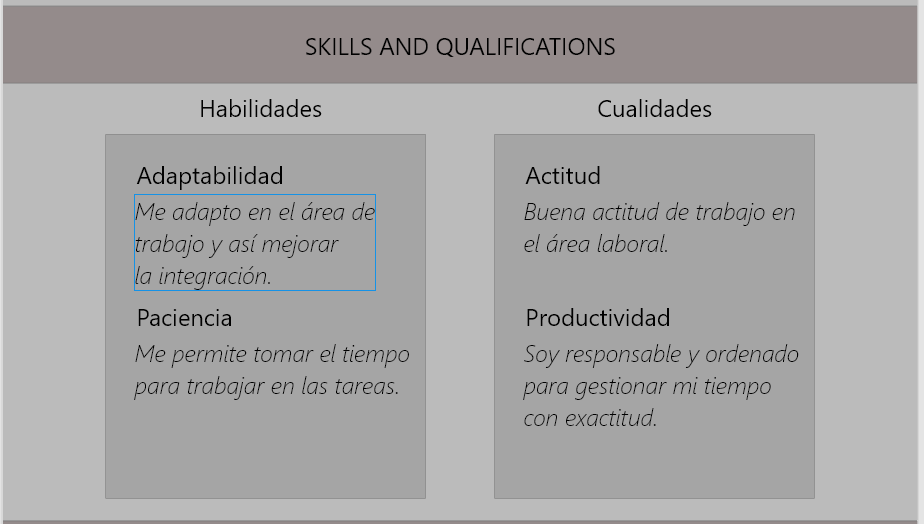 SKILLS AND QUALIFICATIONS
Habilidades
Adaptabilidad
Me adapto en el área de
trabajo y así mejorar
la integración.
Paciencia
Me permite tomar el tiempo
para trabajar en las tareas.
Cualidades
Actitud
Buena actitud de trabajo en
el área laboral.
Productividad
Soy responsable y ordenado
para gestionar mi tiempo
con exactitud.